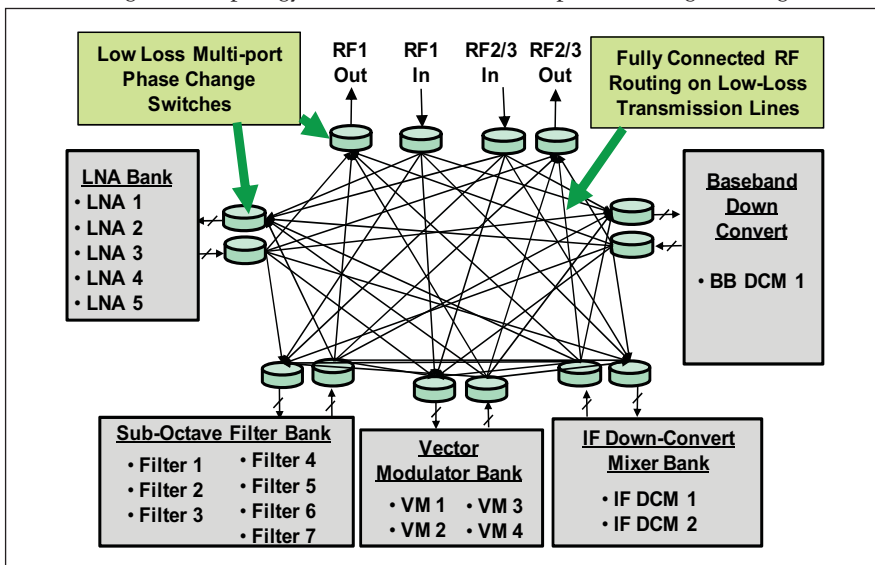 Low Loss Multi-port
Phase Change
Switches
RF1
Out
RF1
In
RF2/3
In
RF2/3
Out
Fully Connected RF
Routing on Low-Loss
Transmission Lines
LNA Bank
• LNA 1
• LNA 2
• LNA 3
• LNA 4
• LNA 5
Baseband
Down
Convert
• BB DCM 1
Sub-Octave Filter Bank
• Filter 1
• Filter 2
• Filter 3
• Filter 4
• Filter 5
• Filter 6
• Filter 7
Vector
Modulator Bank
• VM 1
• VM 2
• VM 3
• VM 4
IF Down-Convert
Mixer Bank
• IF DCM 1
• IF DCM 2